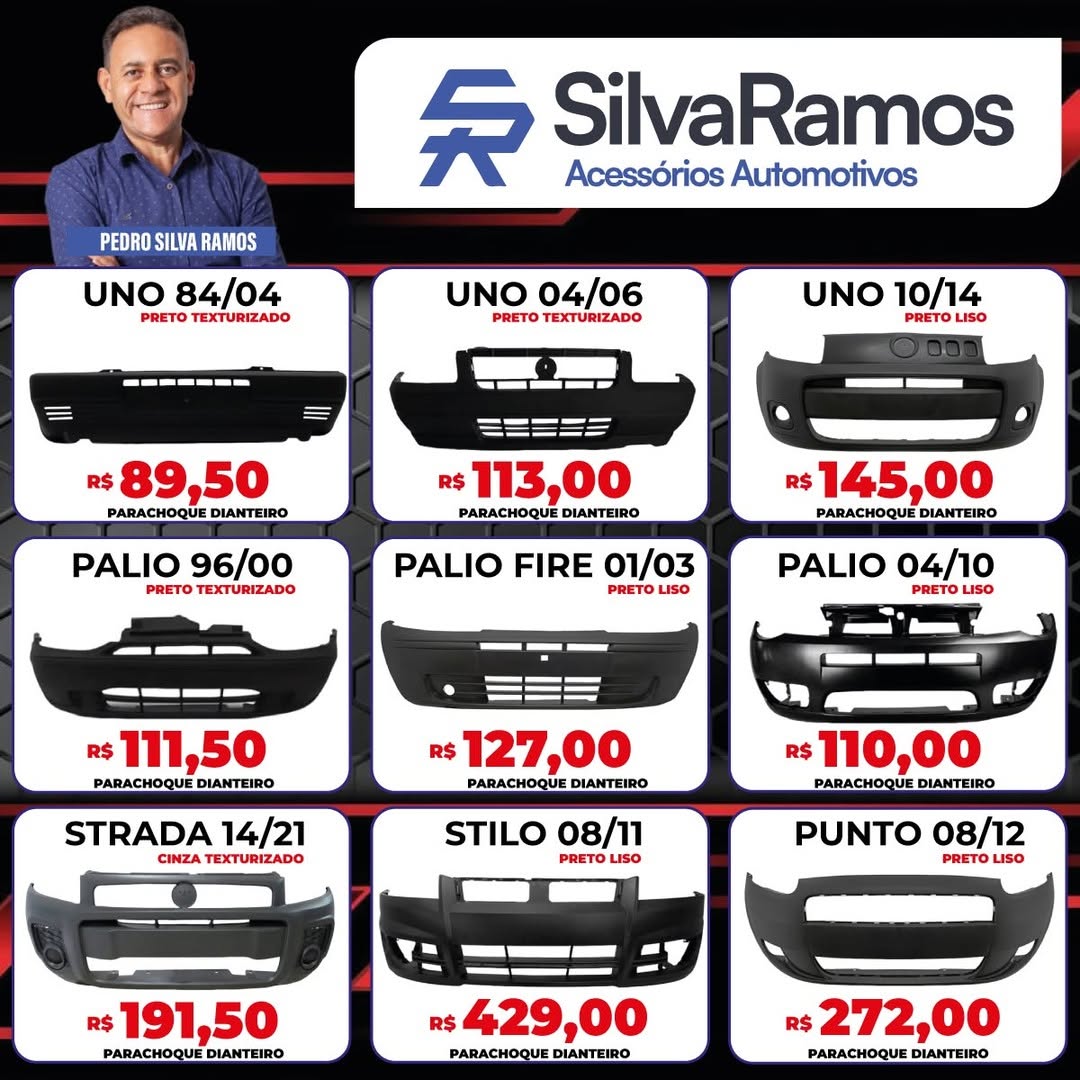 SR
SilvaRamos
Acessórios Automotivos
PEDRO SILVA RAMOS
UNO 84/04
PRETO TEXTURIZADO
R$ 89,50
PARACHOQUE DIANTEIRO
UNO 04/06
PRETO TEXTURIZADO
R$ 113,00
PARACHOQUE DIANTEIRO
UNO 10/14
PRETO LISO
R$ 145,00
PARACHOQUE DIANTEIRO
PALIO 96/00
PRETO TEXTURIZADO
R$ 111,50
PARACHOQUE DIANTEIRO
PALIO FIRE 01/03
PRETO LISO
R$ 127,00
PARACHOQUE DIANTEIRO
PALIO 04/10
PRETO LISO
R$ 110,00
PARACHOQUE DIANTEIRO
STRADA 14/21
CINZA TEXTURIZADO
R$ 191,50
PARACHOQUE DIANTEIRO
STILO 08/11
PRETO LISO
R$ 429,00
PARACHOQUE DIANTEIRO
PUNTO 08/12
PRETO LISO
R$ 272,00
PARACHOQUE DIANTEIRO